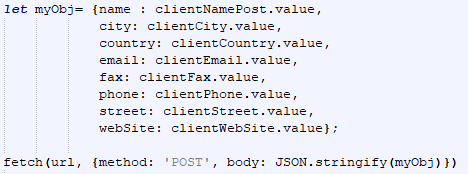 let myObj= {name : clientNamePost.value,
city: clientCity.value,
country: clientCountry.value,
email: clientEmail.value,
fax: clientFax.value,
phone: clientPhone.value,
street: clientStreet.value,
webSite: clientWebSite.value};
fetch(url, {method: 'POST', body: JSON.stringify(myObj)})